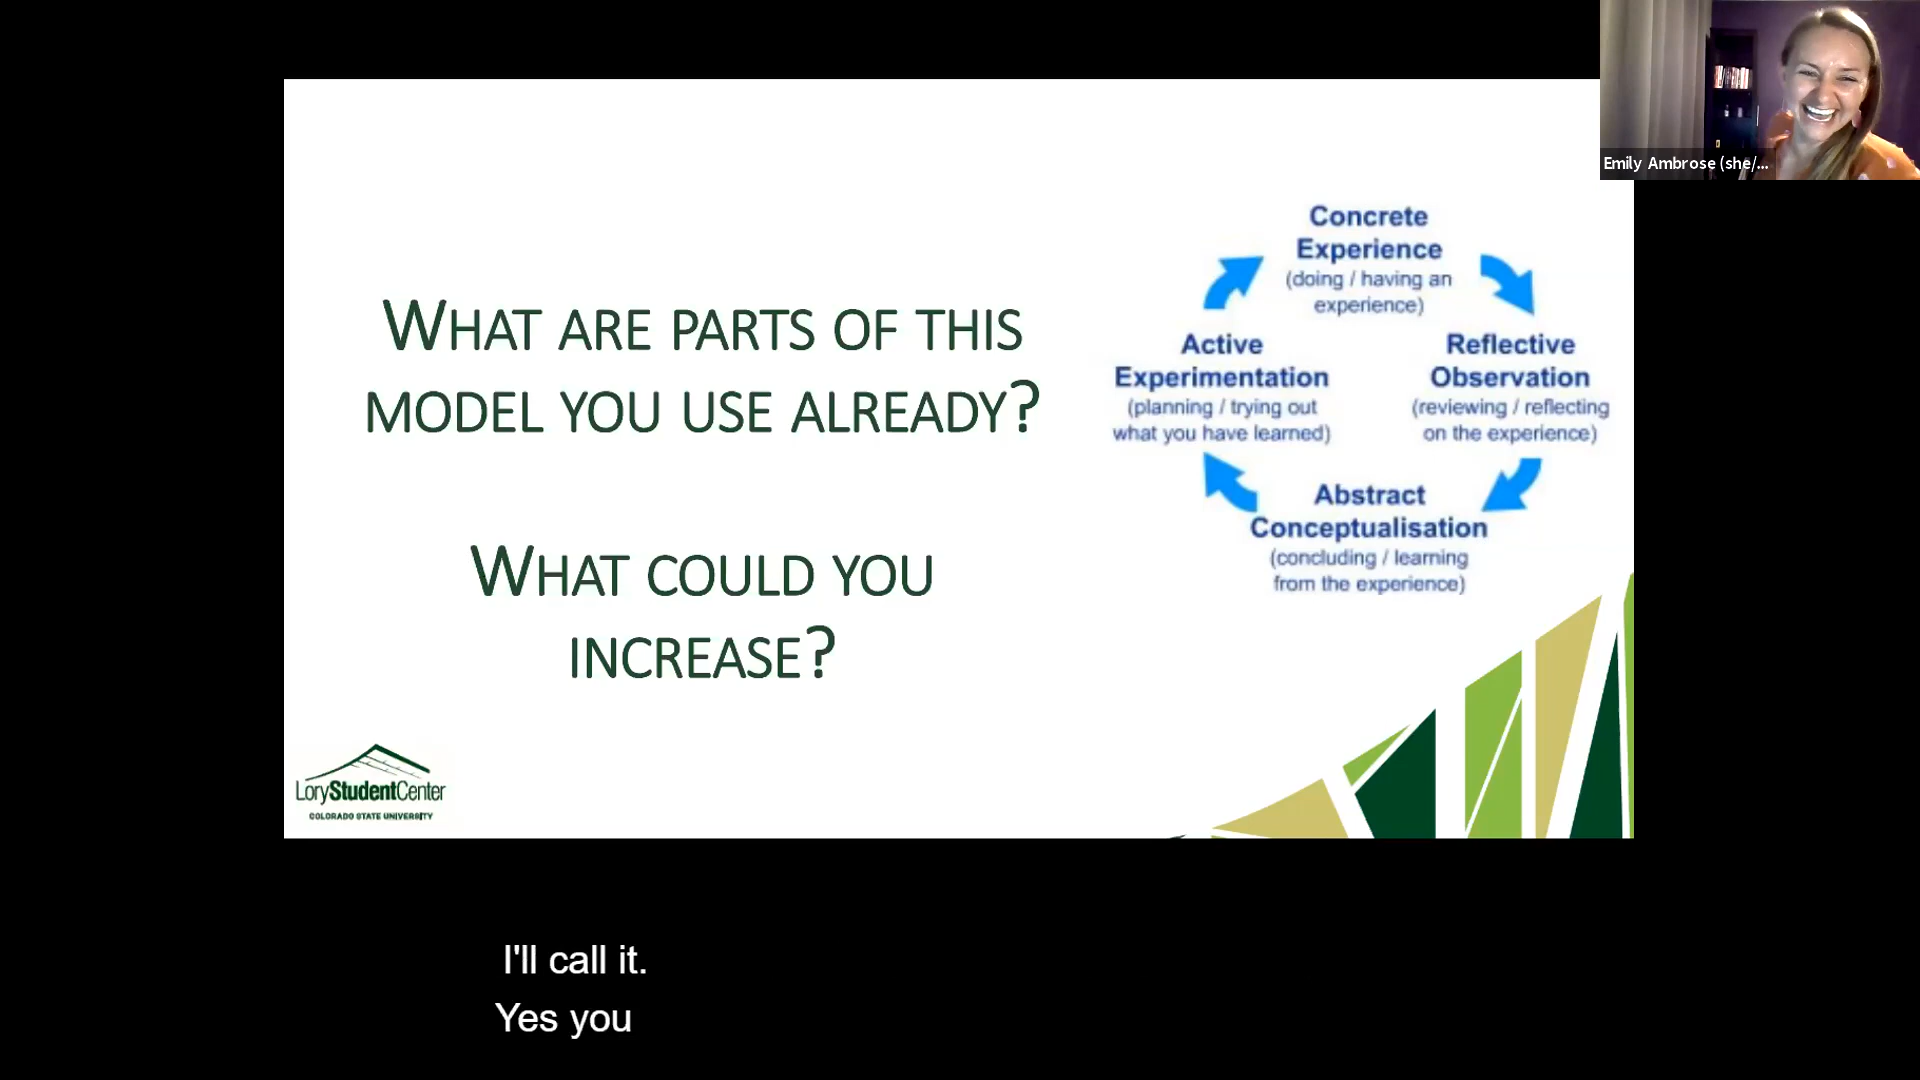 Emily Ambrose (she/...
WHAT ARE PARTS OF THIS
MODEL YOU USE ALREADY?
WHAT COULD YOU
INCREASE?
Concrete
Experience
(doing / having an
experience)
Reflective
Observation
(reviewing / reflecting
on the experience)
Abstract
Conceptualisation
(concluding / learning
from the experience)
Active
Experimentation
(planning / trying out
what you have learned)
LoryStudentCenter
COLORADO STATE UNIVERSITY
I'll call it.
Yes you